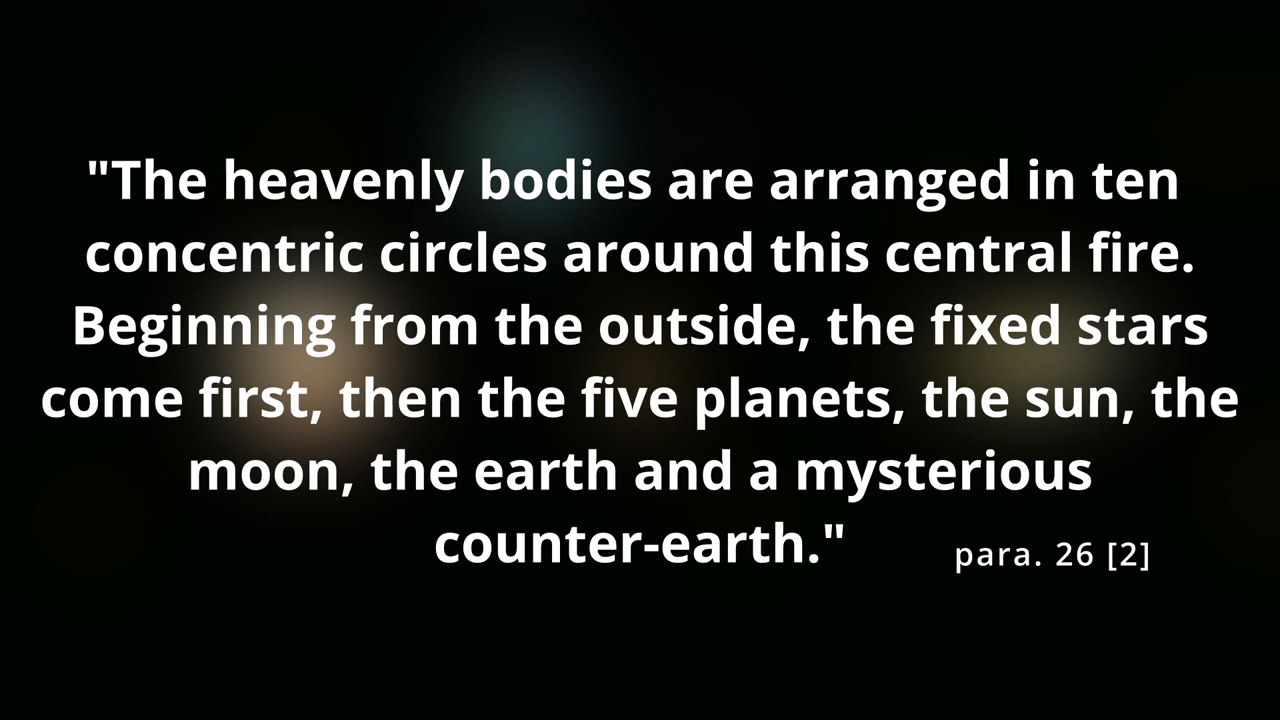 "The heavenly bodies are arranged in ten
concentric circles around this central fire.
Beginning from the outside, the fixed stars
come first, then the five planets, the sun, the
moon, the earth and a mysterious
counter-earth."
para. 26 [2]